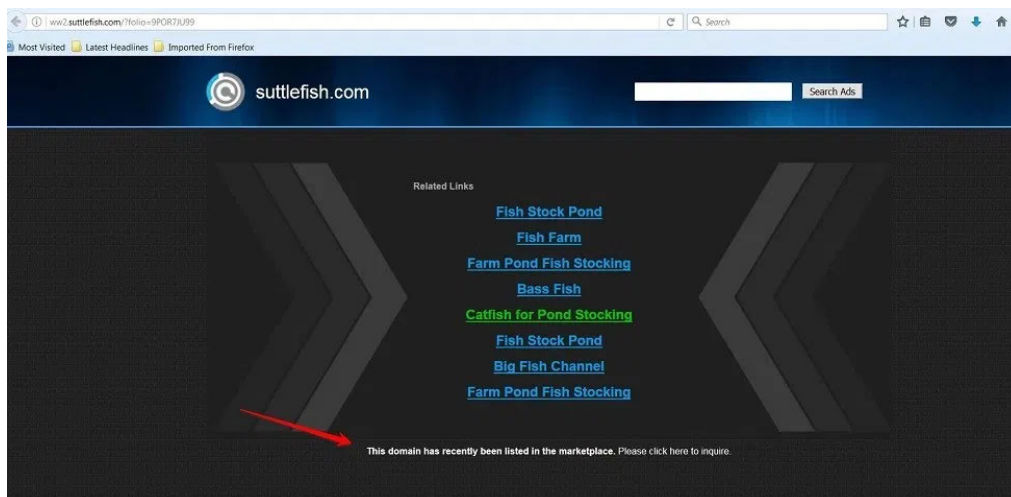 ww2.suttlefish.com/?folio=9POR7JU99
Search
Most Visited Latest Headlines Imported From Firefox
suttlefish.com
Search Ads
Related Links
Fish Stock Pond
Fish Farm
Farm Pond Fish Stocking
Bass Fish
Catfish for Pond Stocking
Fish Stock Pond
Big Fish Channel
Farm Pond Fish Stocking
This domain has recently been listed in the marketplace. Please click here to inquire.